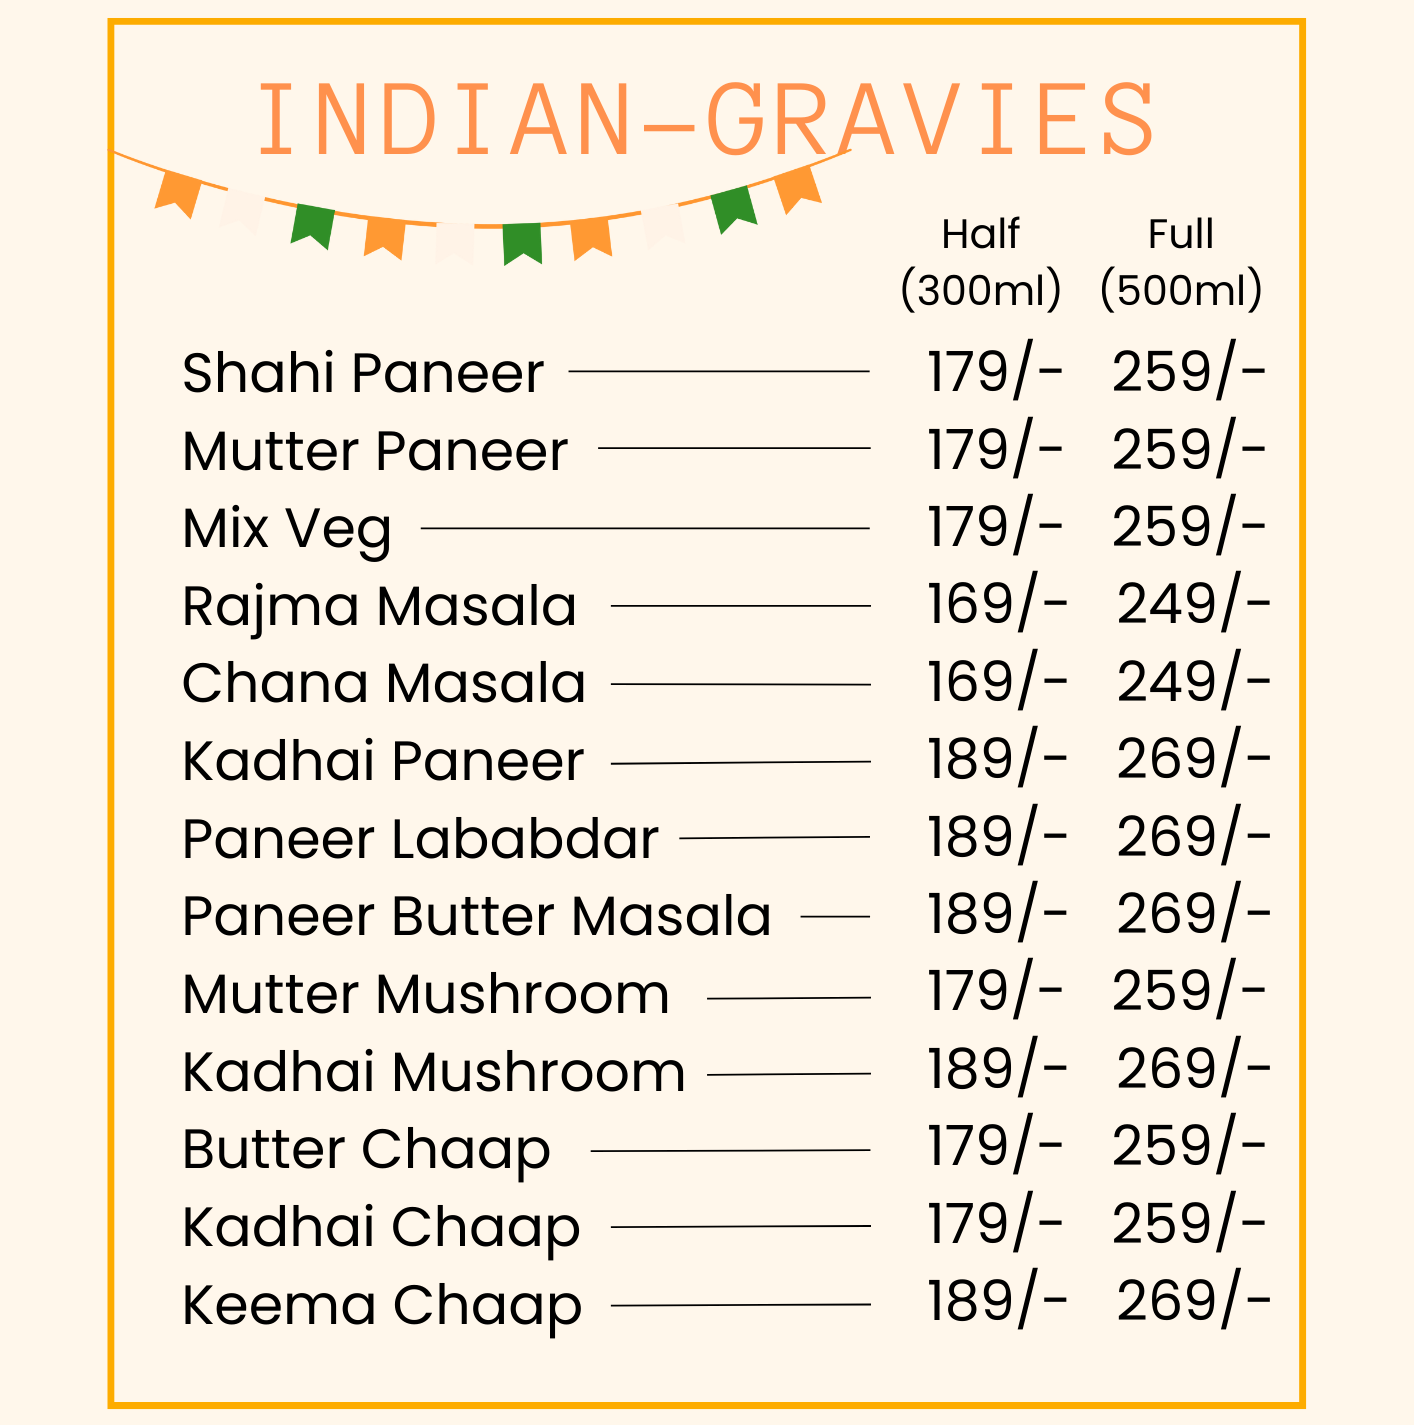 INDIAN-GRAVIES
Half Full
(300ml) (500ml)
Shahi Paneer 179/- 259/-
Mutter Paneer 179/- 259/-
Mix Veg 179/- 259/-
Rajma Masala 169/- 249/-
Chana Masala 169/- 249/-
Kadhai Paneer 189/- 269/-
Paneer Lababdar 189/- 269/-
Paneer Butter Masala 189/- 269/-
Mutter Mushroom 179/- 259/-
Kadhai Mushroom 189/- 269/-
Butter Chaap 179/- 259/-
Kadhai Chaap 179/- 259/-
Keema Chaap 189/- 269/-